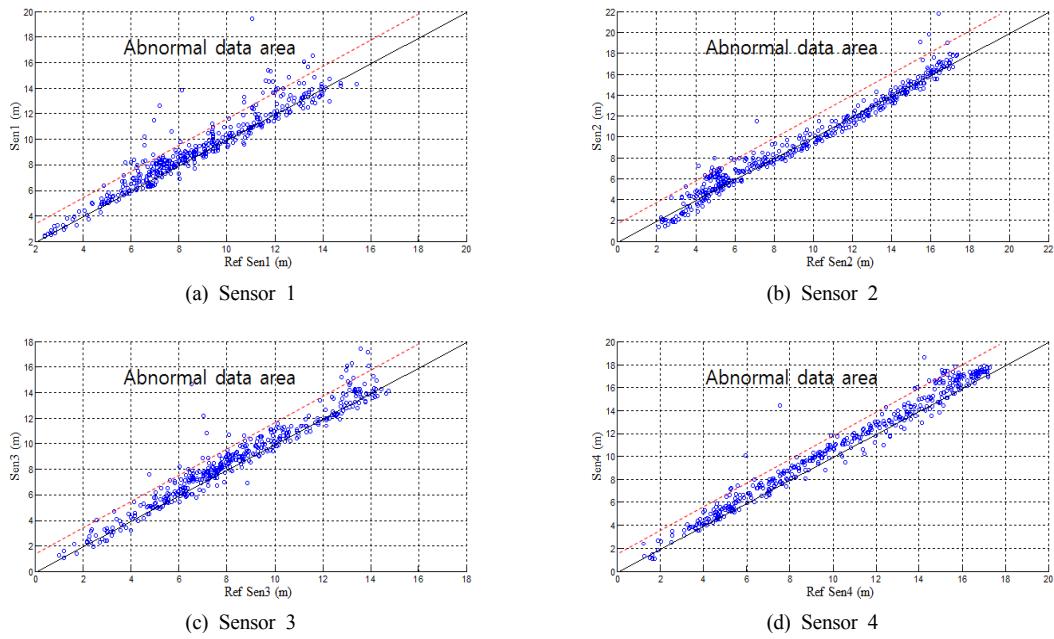 20
18
16
14
12
10
8
6
4
2
Abnormal data area
Sen1 (m)
2 4 6 8 10 12 14 16 18 20
Ref Sen1 (m)
(a) Sensor 1
22
20
18
16
14
12
10
8
6
4
2
0
Abnormal data area
Sen2 (m)
0 2 4 6 8 10 12 14 16 18 20 22
Ref Sen2 (m)
(b) Sensor 2
18
16
14
12
10
8
6
4
2
0
Abnormal data area
Sen3 (m)
0 2 4 6 8 10 12 14 16 18
Ref Sen3 (m)
(c) Sensor 3
20
18
16
14
12
10
8
6
4
2
0
Abnormal data area
Sen4 (m)
0 2 4 6 8 10 12 14 16 18 20
Ref Sen4 (m)
(d) Sensor 4